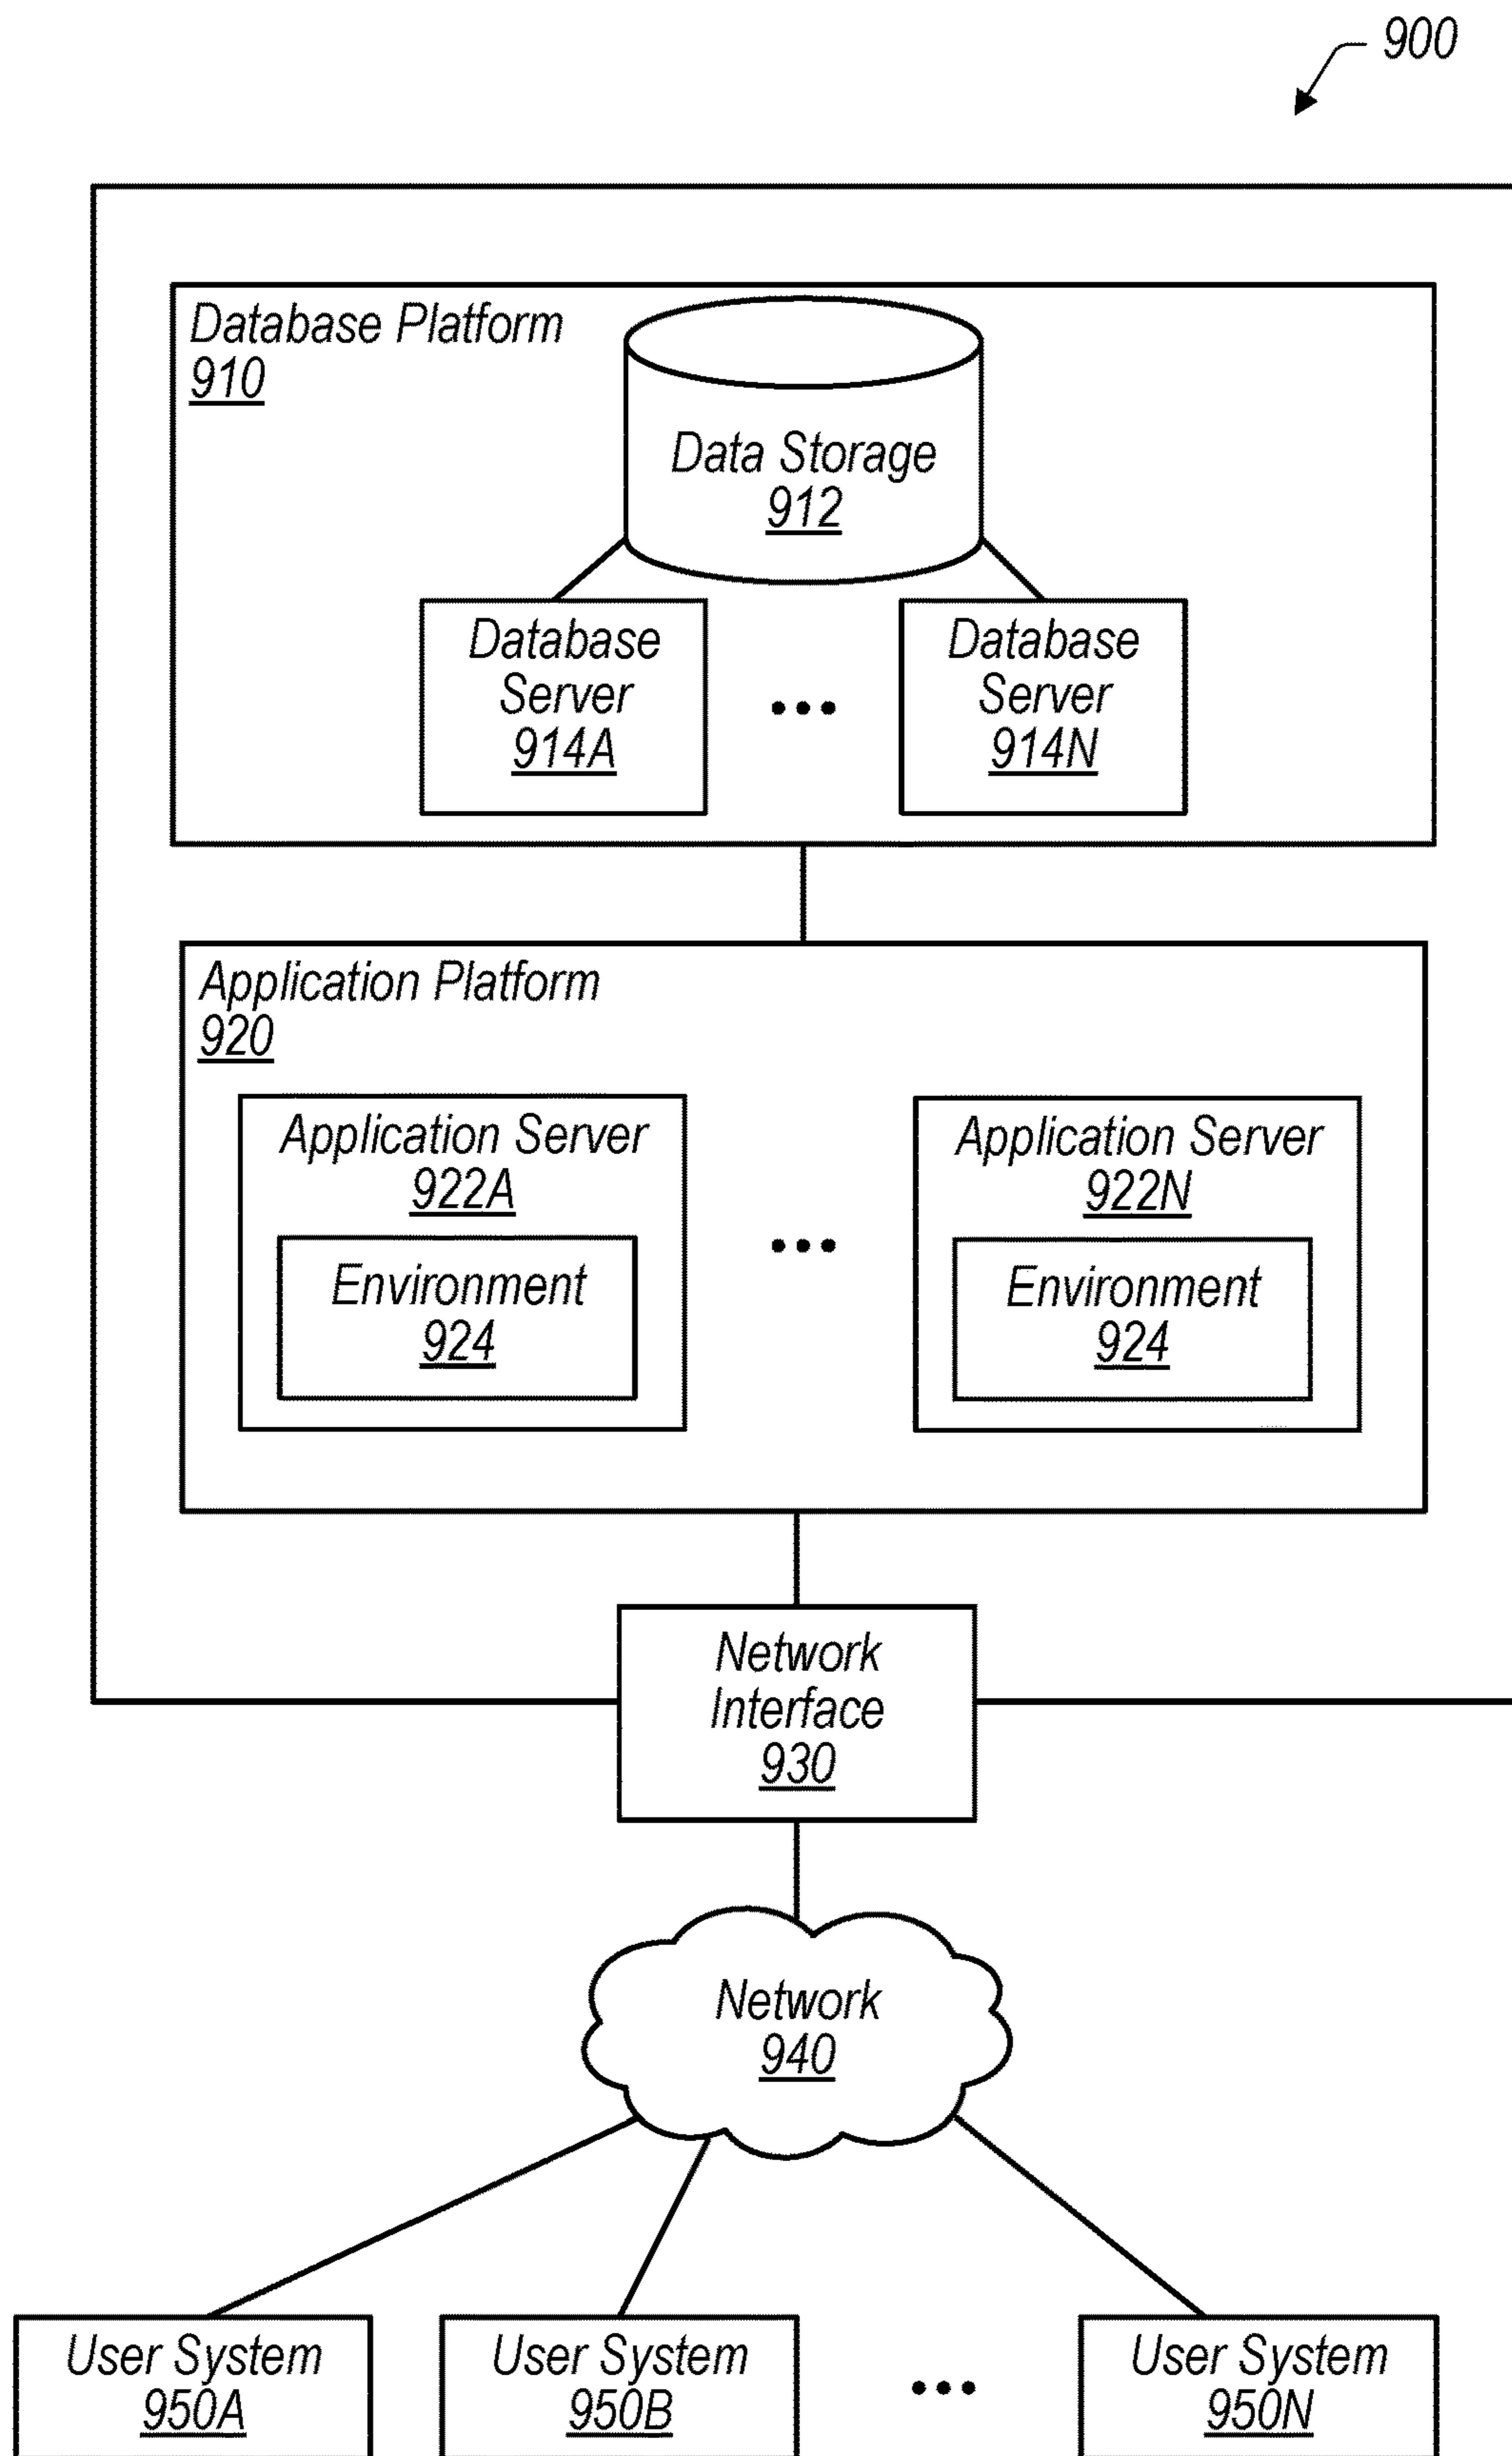 900
Database Platform
910
Data Storage
912
Database
Server
914A
Database
Server
914N
Application Platform
920
Application Server
922A
Environment
924
Application Server
922N
Environment
924
Network
Interface
930
Network
940
User System
950A
User System
950B
User System
950N